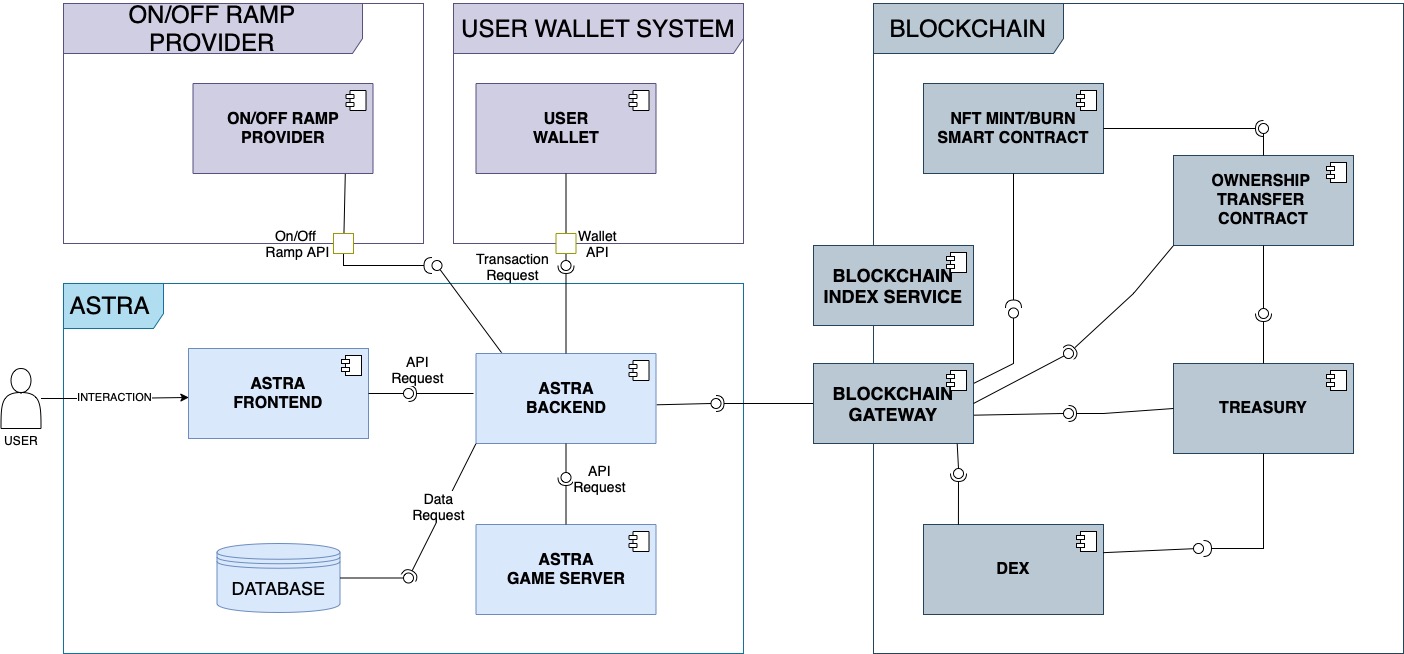 ON/OFF RAMP
PROVIDER
USER WALLET SYSTEM
BLOCKCHAIN
ON/OFF RAMP
PROVIDER
USER
WALLET
NFT MINT/BURN
SMART CONTRACT
OWNERSHIP
TRANSFER
CONTRACT
On/Off
Ramp API
Wallet
API
Transaction
Request
BLOCKCHAIN
INDEX SERVICE
ASTRA
ASTRA
FRONTEND
API
Request
ASTRA
BACKEND
BLOCKCHAIN
GATEWAY
TREASURY
INTERACTION
USER
API
Request
Data
Request
ASTRA
GAME SERVER
DATABASE
DEX